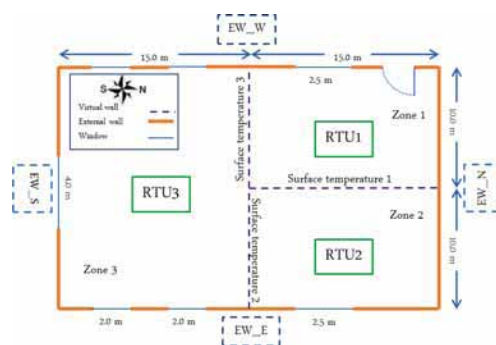 EW_W
15.0 m
15.0 m
2.5 m
S N
Virtual wall
External wall
Window
Surface temperature 3
Zone 1
RTU1
10.0 m
EW_S
4.0 m
RTU3
Surface temperature 1
EW_N
Surface temperature 2
Zone 2
RTU2
10.0 m
Zone 3
2.0 m
2.0 m
EW_E
2.5 m